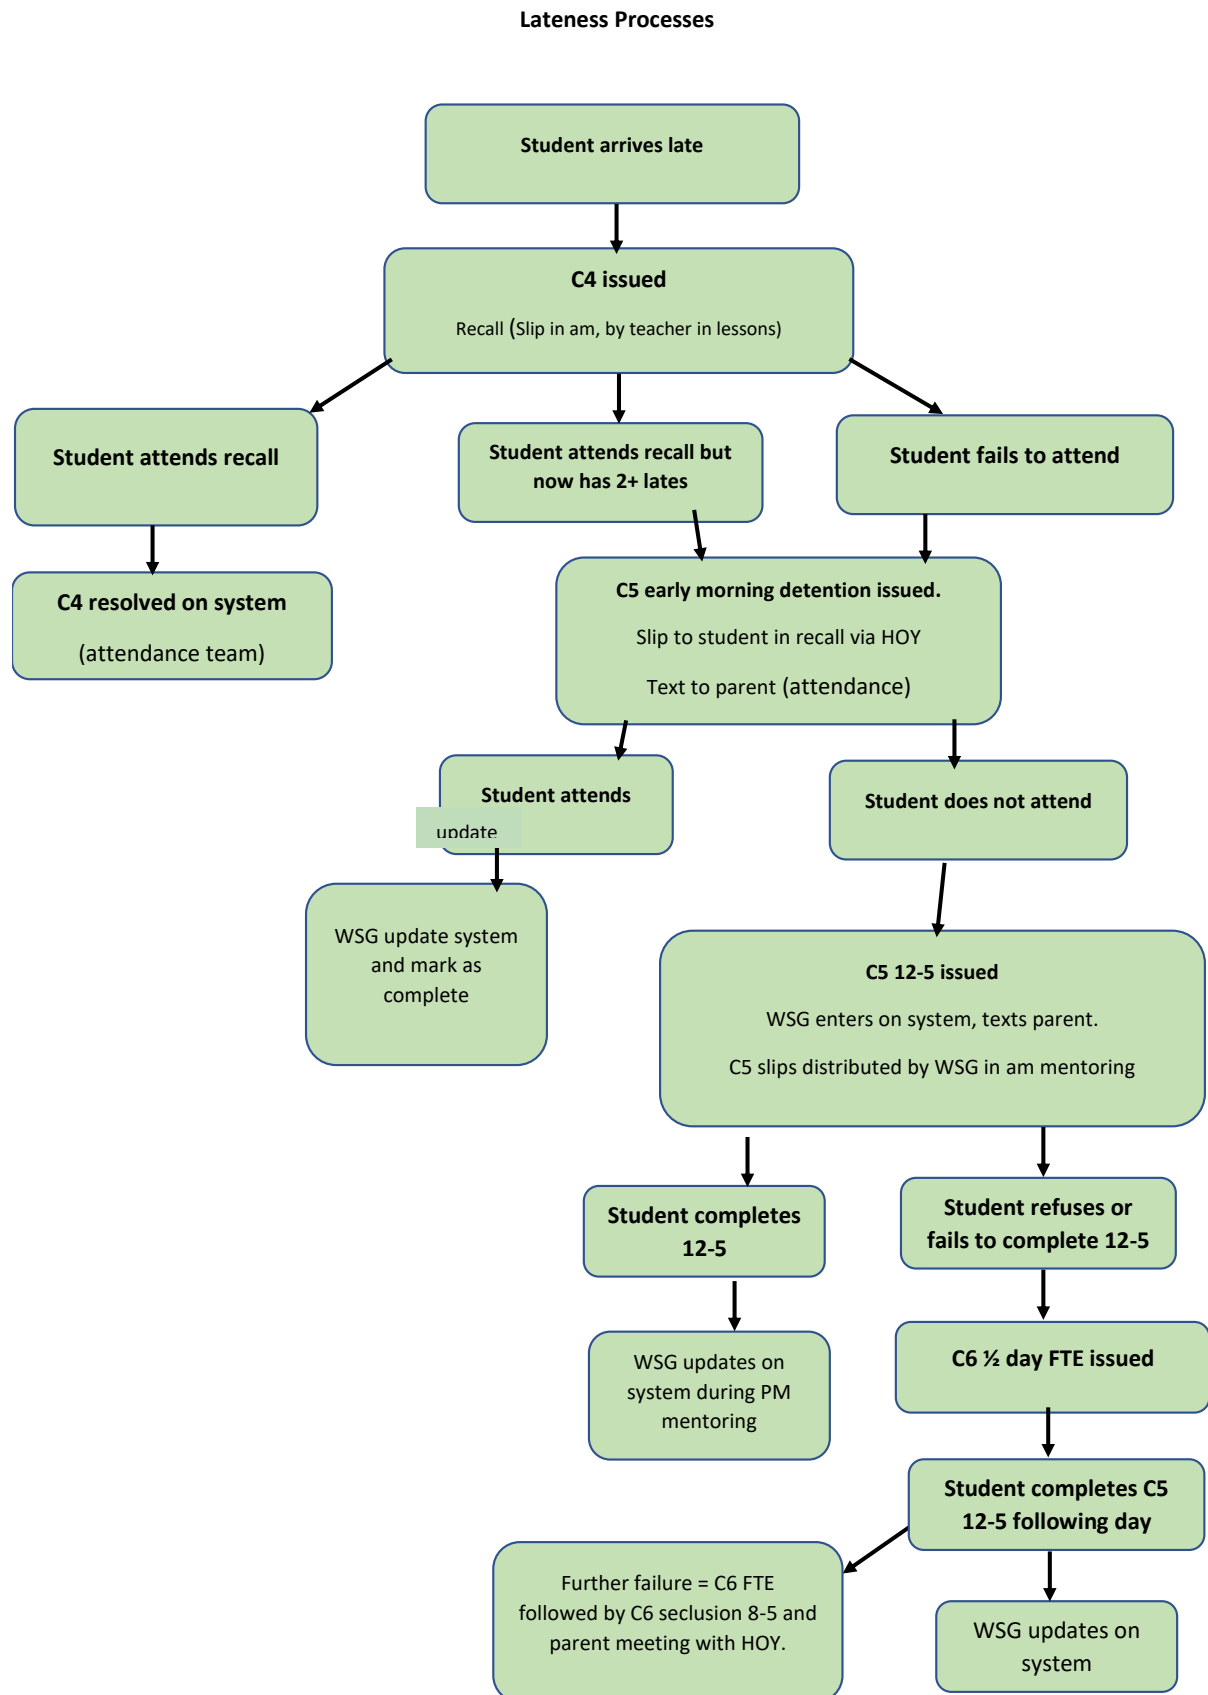 Lateness Processes
Student arrives late
C4 issued
Recall (Slip in am, by teacher in lessons)
Student attends recall
Student attends recall but
now has 2+ lates
Student fails to attend
C4 resolved on system
(attendance team)
C5 early morning detention issued.
Slip to student in recall via HOY
Text to parent (attendance)
Student attends
update
Student does not attend
WSG update system
and mark as
complete
C5 12-5 issued
WSG enters on system, texts parent.
C5 slips distributed by WSG in am mentoring
Student completes
12-5
Student refuses or
fails to complete 12-5
WSG updates on
system during PM
mentoring
C6 ½ day FTE issued
Student completes C5
12-5 following day
Further failure = C6 FTE
followed by C6 seclusion 8-5 and
parent meeting with HOY.
WSG updates on
system